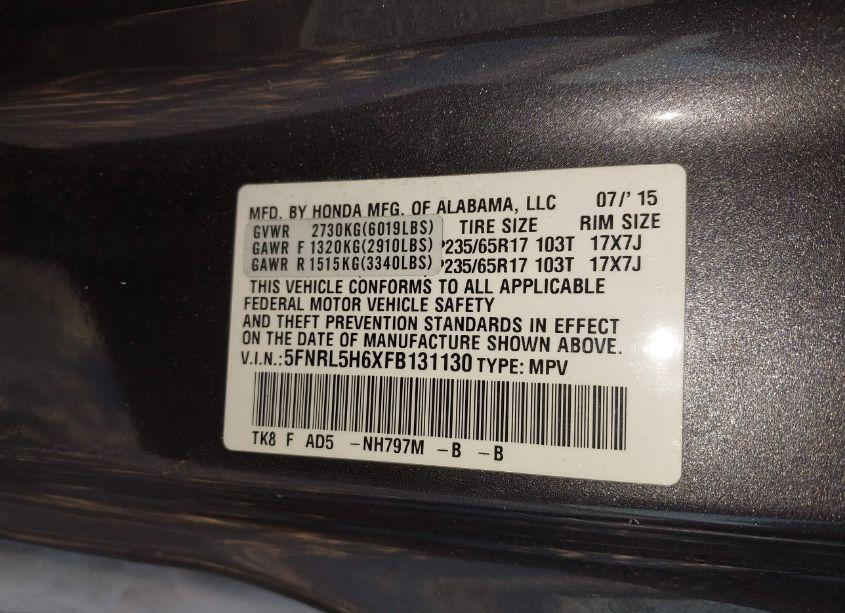 MFD. BY HONDA MFG. OF ALABAMA, LLC 07/' 15
GVWR 2730KG(6019LBS) TIRE SIZE RIM SIZE
GAWR F 1320KG(2910LBS) P235/65R17 103T 17X7J
GAWR R 1515KG(3340LBS) P235/65R17 103T 17X7J
THIS VEHICLE CONFORMS TO ALL APPLICABLE
FEDERAL MOTOR VEHICLE SAFETY
AND THEFT PREVENTION STANDARDS IN EFFECT
ON THE DATE OF MANUFACTURE SHOWN ABOVE.
V.I.N.:5FNRL5H6XFB131130 TYPE: MPV
TK8 F AD5 -NH797M -B -B